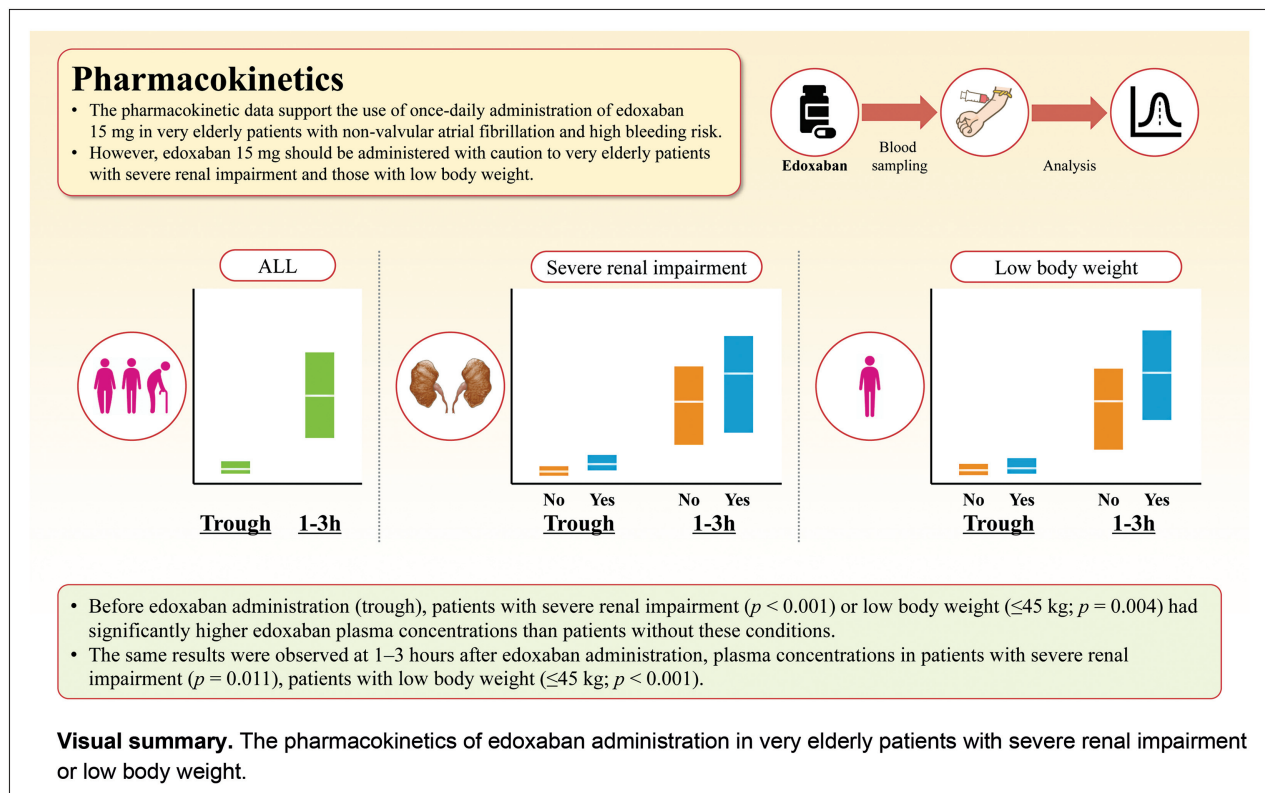 Pharmacokinetics
• The pharmacokinetic data support the use of once-daily administration of edoxaban
15 mg in very elderly patients with non-valvular atrial fibrillation and high bleeding risk.
• However, edoxaban 15 mg should be administered with caution to very elderly patients
with severe renal impairment and those with low body weight.
Edoxaban
Blood
sampling
Analysis
ALL
Trough 1-3h
Severe renal impairment
No Yes No Yes
Trough 1-3h
Low body weight
No Yes No Yes
Trough 1-3h
• Before edoxaban administration (trough), patients with severe renal impairment (p < 0.001) or low body weight (≤45 kg; p = 0.004) had
significantly higher edoxaban plasma concentrations than patients without these conditions.
• The same results were observed at 1–3 hours after edoxaban administration, plasma concentrations in patients with severe renal
impairment (p = 0.011), patients with low body weight (≤45 kg; p < 0.001).
Visual summary. The pharmacokinetics of edoxaban administration in very elderly patients with severe renal impairment
or low body weight.